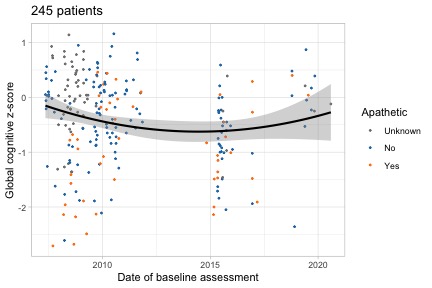 245 patients
Global cognitive z-score
1
0
-1
-2
2010
2015
2020
Date of baseline assessment
Apathetic
Unknown
No
Yes